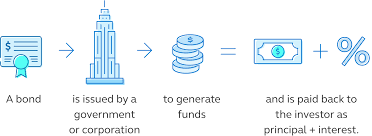 A bond
is issued by a
government
or corporation
to generate
funds
and is paid back to
the investor as
principal + interest.